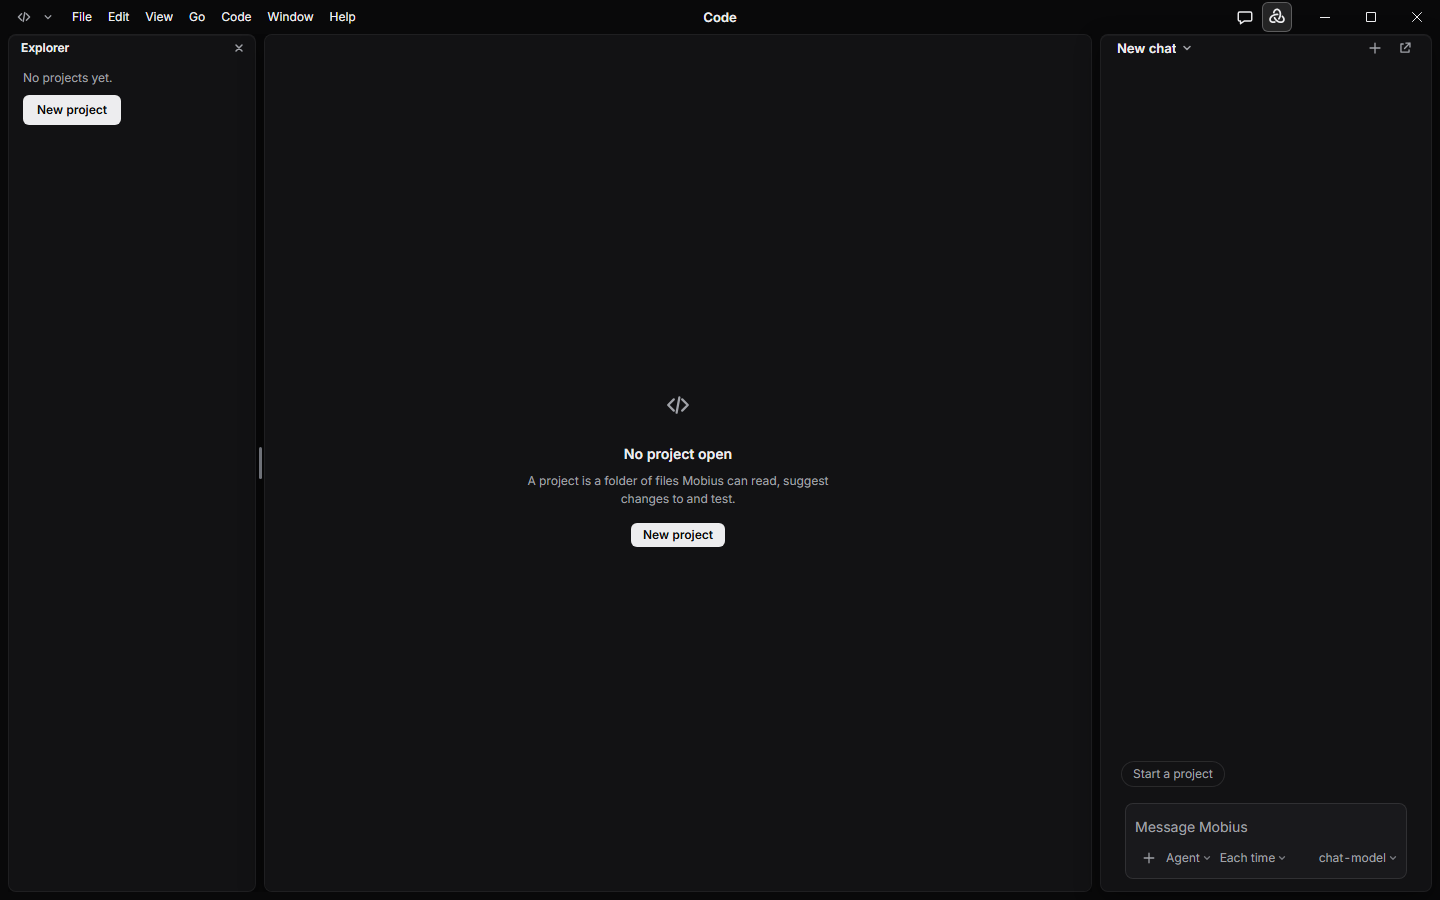 File Edit View Go Code Window Help
Code
Explorer
No projects yet.
New project
No project open
A project is a folder of files Mobius can read, suggest
changes to and test.
New project
New chat
Start a project
Message Mobius
Agent Each time chat-model